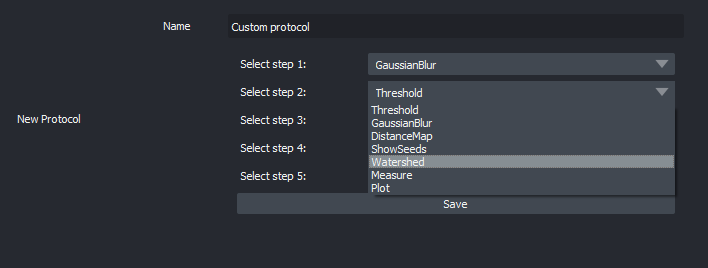 Name Custom protocol
Select step 1: GaussianBlur
Select step 2: Threshold
Threshold
New Protocol Select step 3: GaussianBlur
DistanceMap
Select step 4: ShowSeeds
Watershed
Select step 5: Measure
Plot
Save